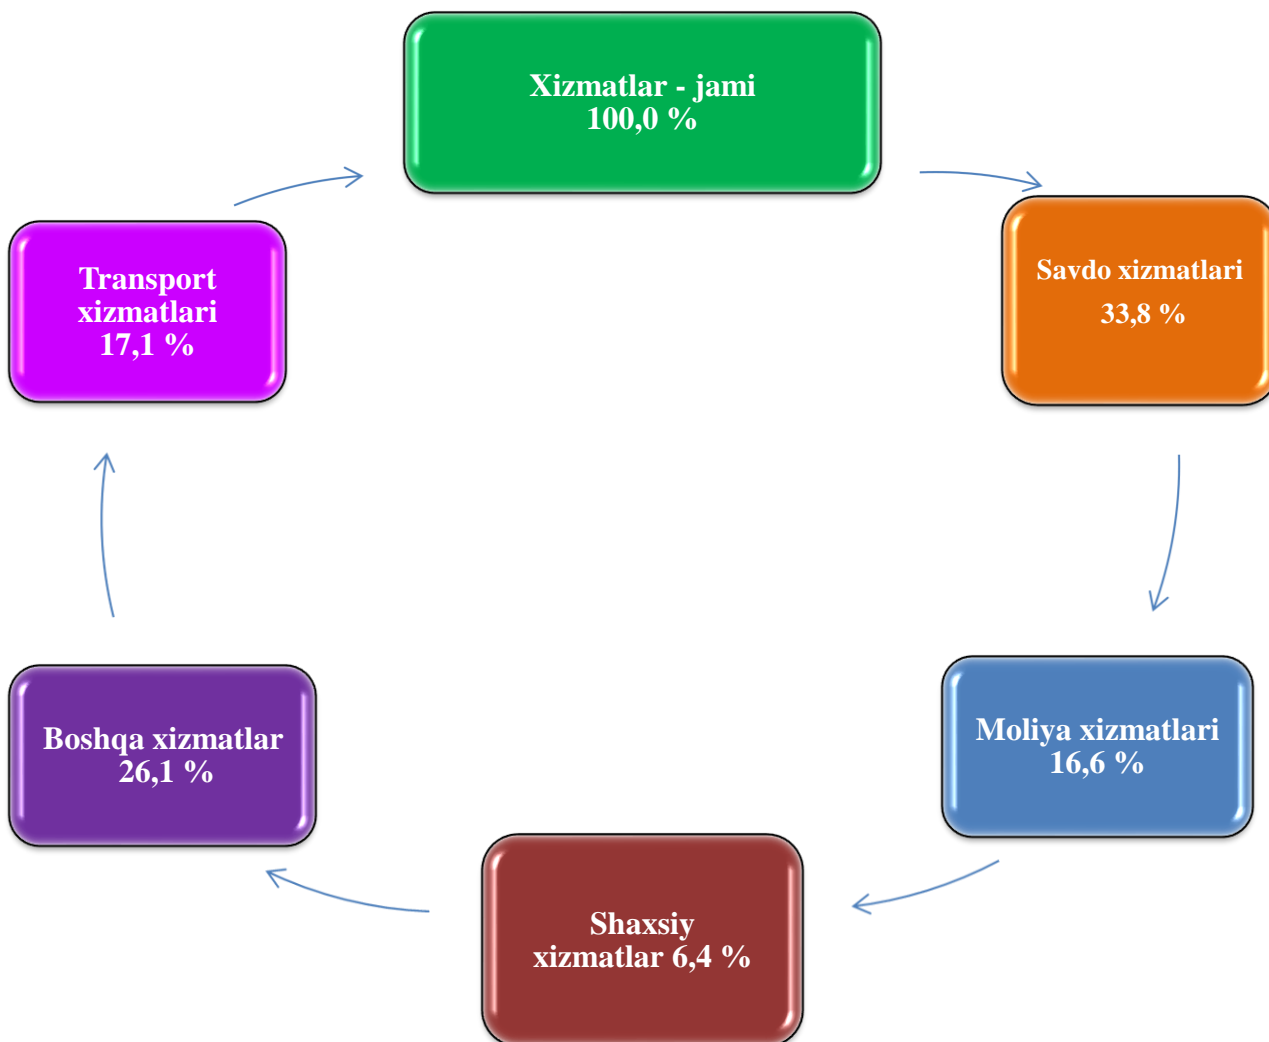 Xizmatlar - jami
100,0 %
Savdo xizmatlari
33,8 %
Transport
xizmatlari
17,1 %
Moliya xizmatlari
16,6 %
Boshqa xizmatlar
26,1 %
Shaxsiy
xizmatlar 6,4 %